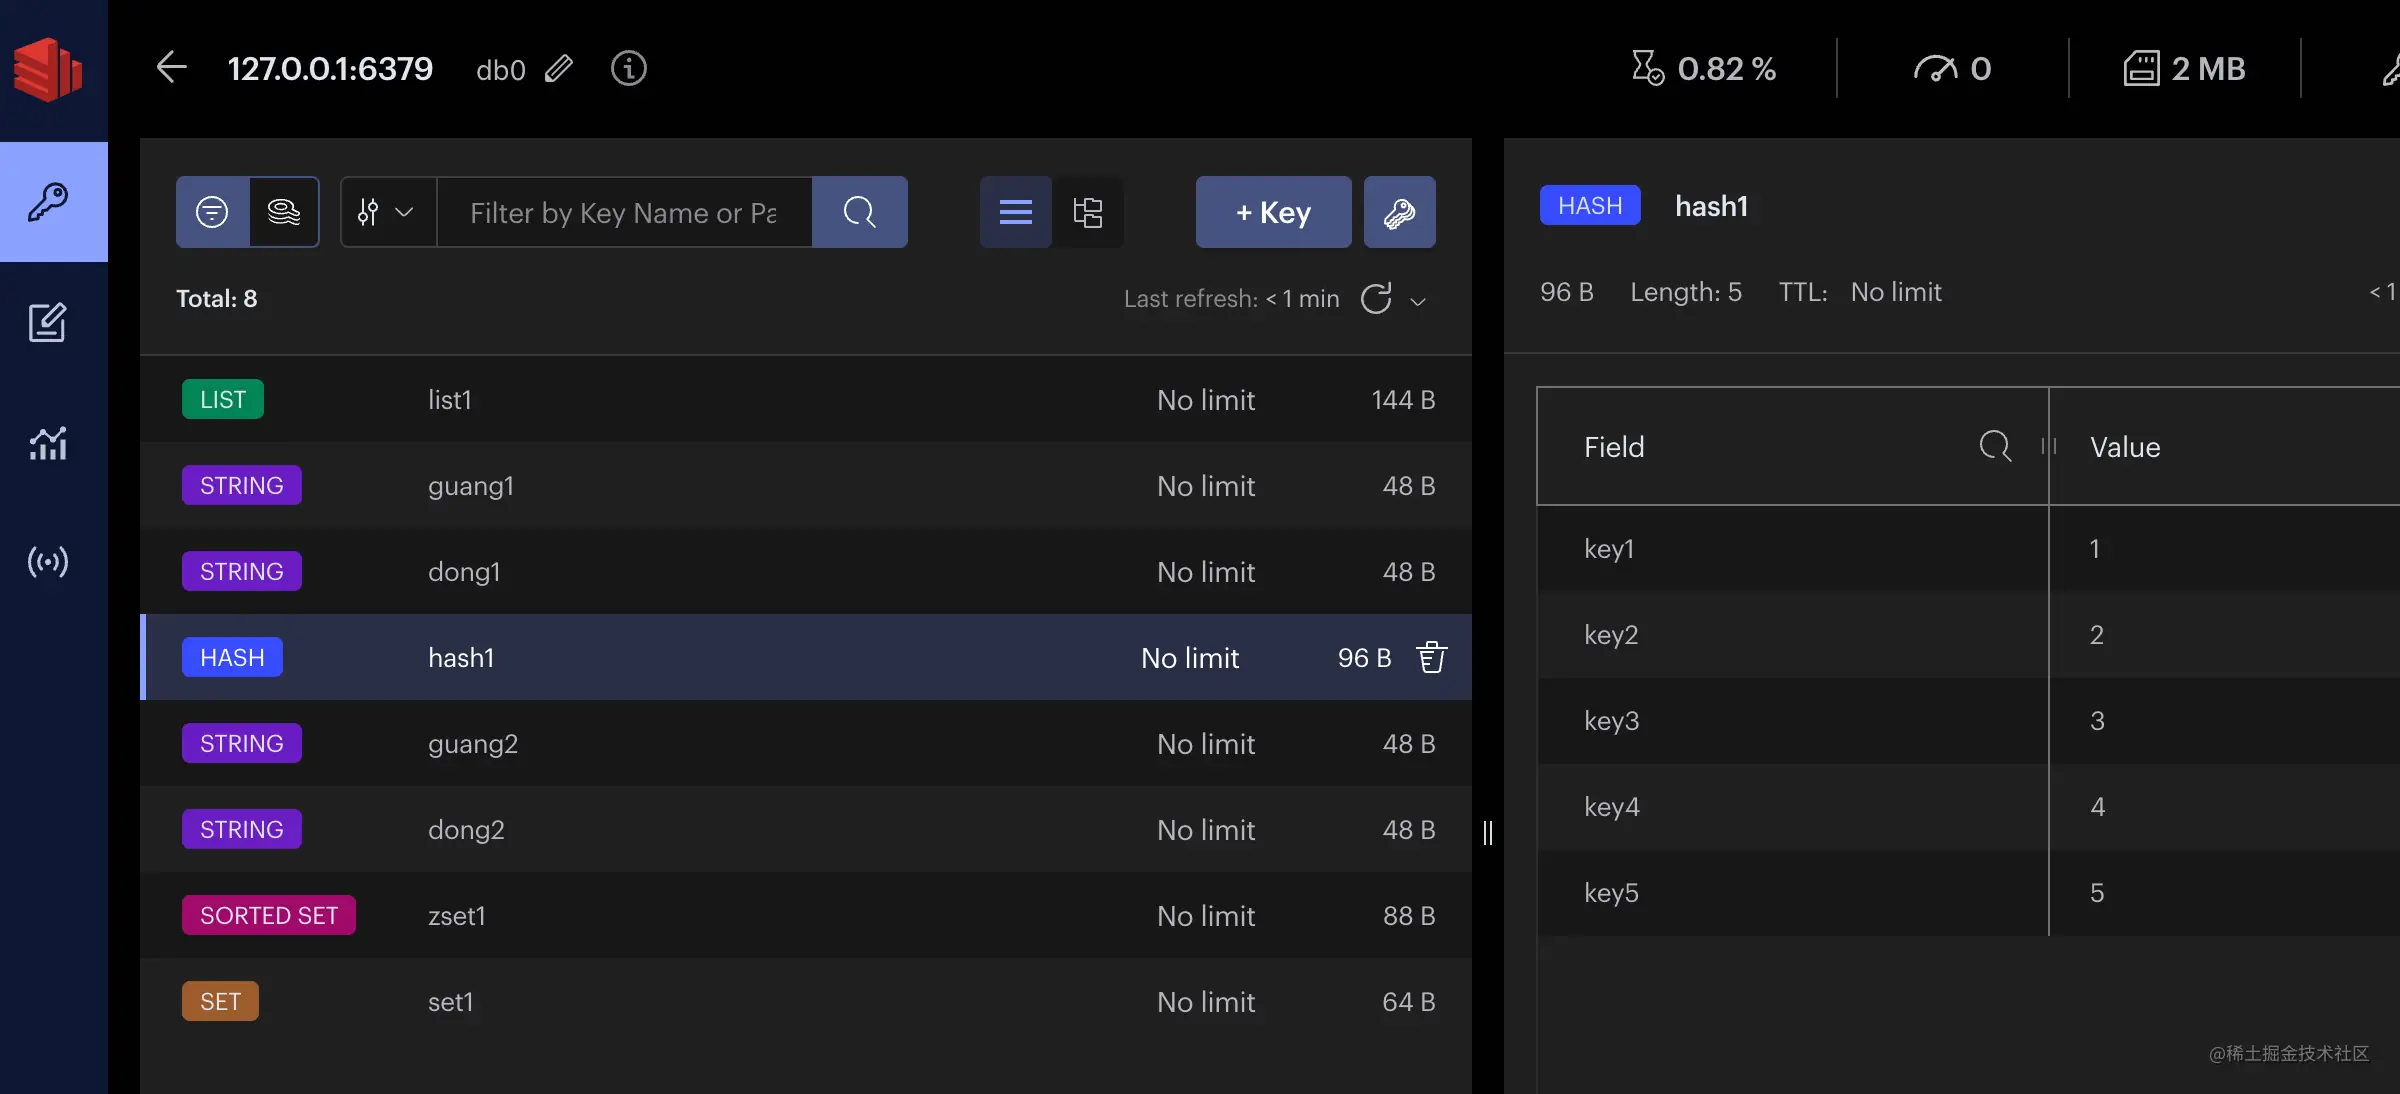 127.0.0.1:6379 db0 0.82 % 0 2 MB
Filter by Key Name or Pa + Key
Total: 8 Last refresh: < 1 min
LIST list1 No limit 144 B
STRING guang1 No limit 48 B
STRING dong1 No limit 48 B
HASH hash1 No limit 96 B
STRING guang2 No limit 48 B
STRING dong2 No limit 48 B
SORTED SET zset1 No limit 88 B
SET set1 No limit 64 B
HASH hash1
96 B Length: 5 TTL: No limit < 1
Field Value
key1 1
key2 2
key3 3
key4 4
key5 5
@稀土掘金技术社区